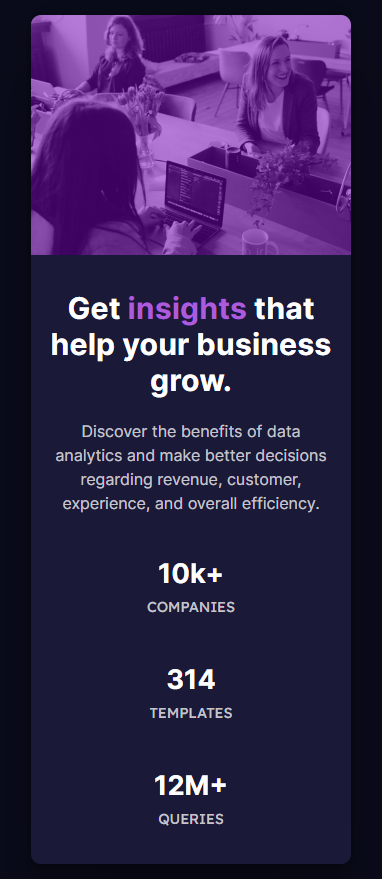 Get insights that
help your business
grow.
Discover the benefits of data
analytics and make better decisions
regarding revenue, customer,
experience, and overall efficiency.
10k+
COMPANIES
314
TEMPLATES
12M+
QUERIES